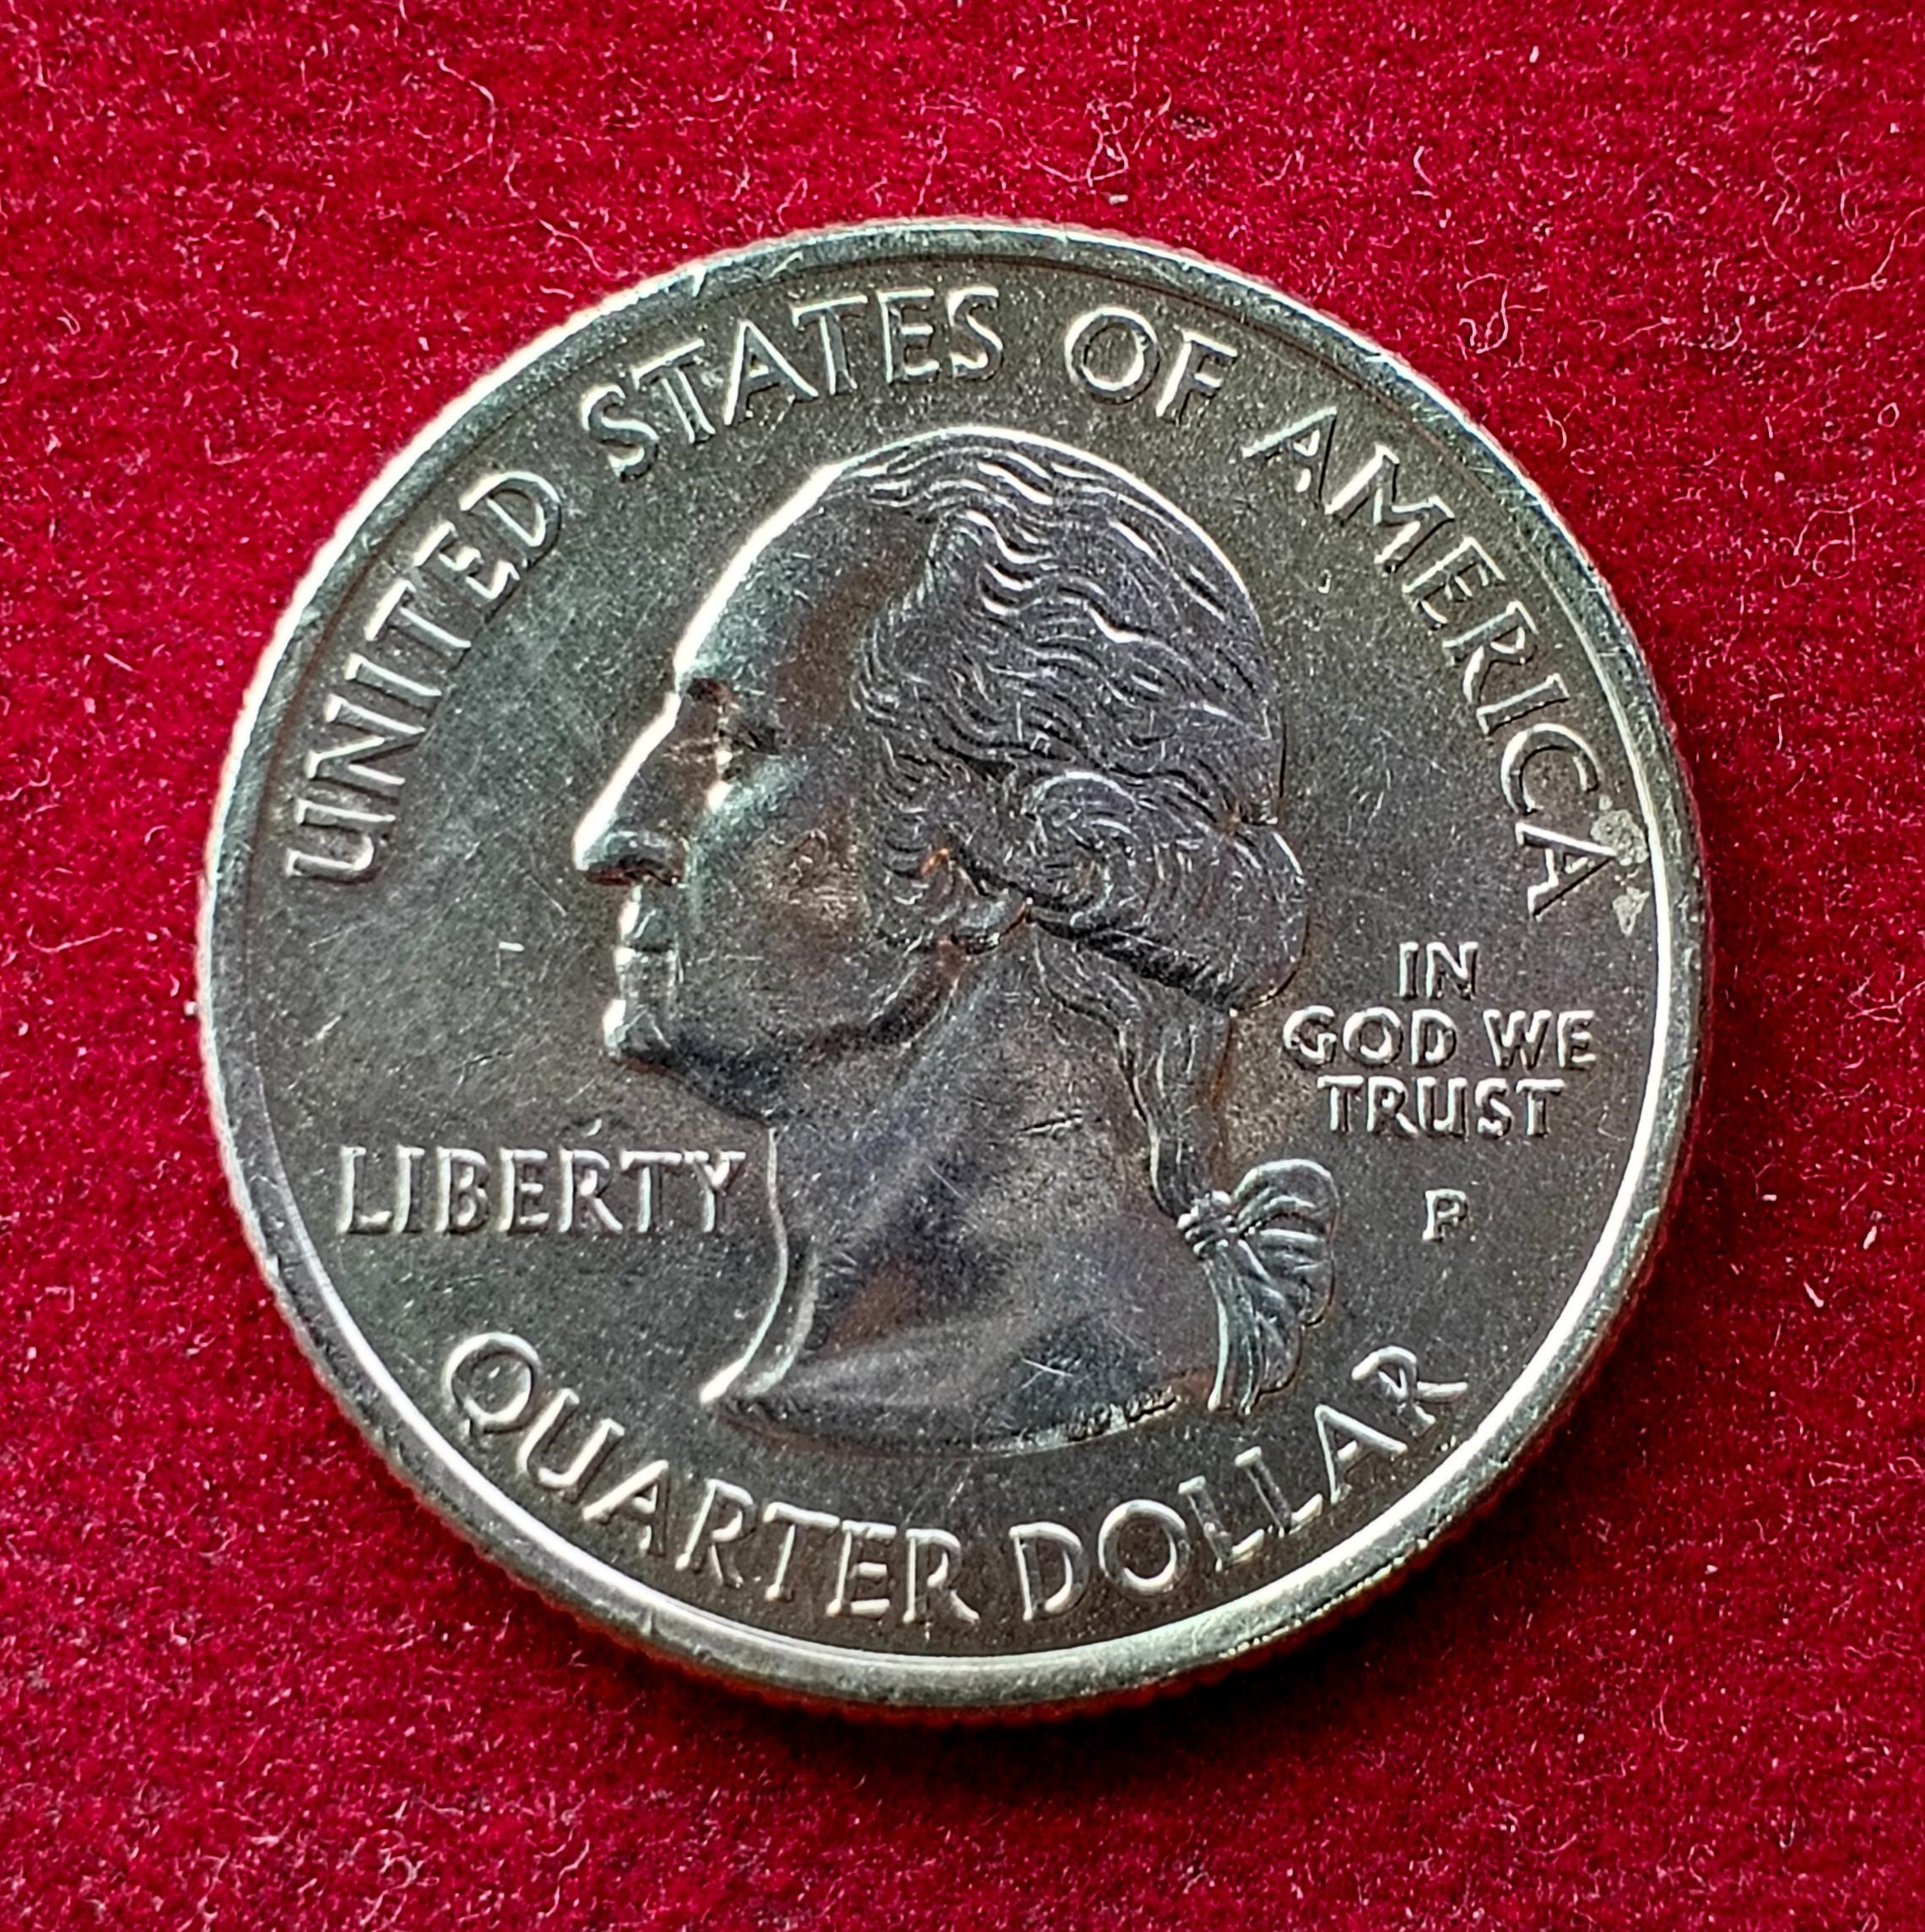 UNITED STATES OF AMERICA
LIBERTY
IN
GOD WE
TRUST
P
QUARTER DOLLAR